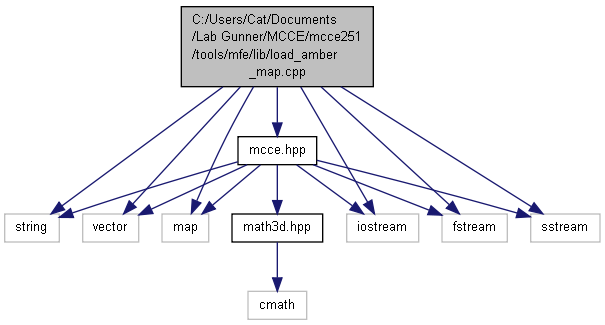 C:/Users/Cat/Documents
/Lab Gunner/MCCE/mcce251
/tools/mfe/lib/load_amber
_map.cpp
mcce.hpp
string
vector
map
math3d.hpp
iostream
fstream
sstream
cmath